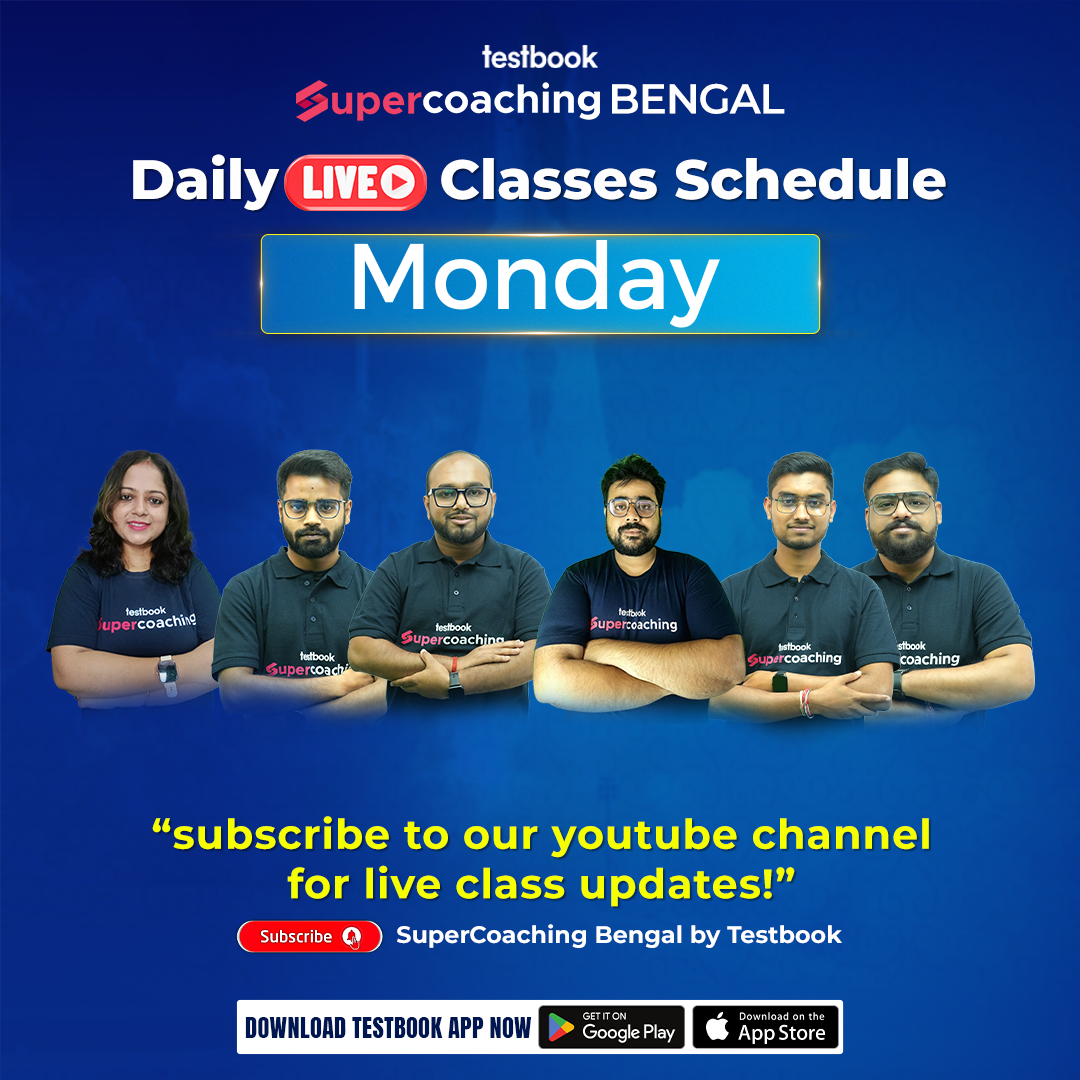 testbook
Supercoaching BENGAL
Daily LIVE Classes Schedule
Monday
testbook
Supercoaching
testbook
Supercoachi
testbook
Supercoaching
testbook
Supercoaching
testbook
Supercoaching
stbook
coaching
“subscribe to our youtube channel
for live class updates!”
Subscribe SuperCoaching Bengal by Testbook
DOWNLOAD TESTBOOK APP NOW GET IT ON Google Play Download on the App Store